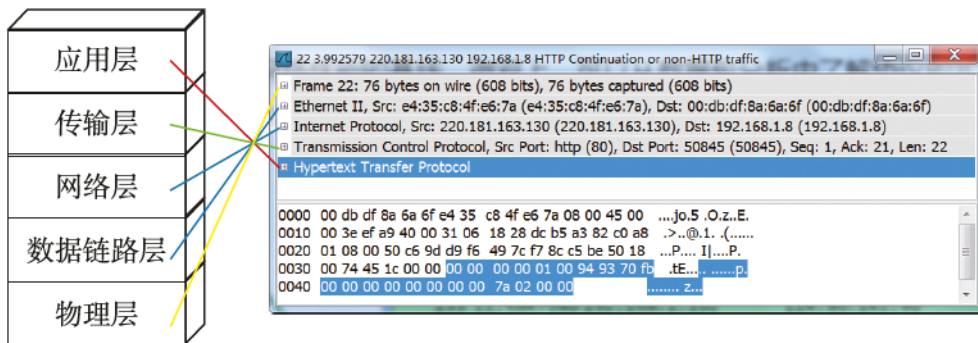 应用层
传输层
网络层
数据链路层
物理层
22 3.992579 220.181.163.130 192.168.1.8 HTTP Continuation or non-HTTP traffic
Frame 22: 76 bytes on wire (608 bits), 76 bytes captured (608 bits)
Ethernet II, Src: e4:35:c8:4f:e6:7a (e4:35:c8:4f:e6:7a), Dst: 00:db:df:8a:6a:6f (00:db:df:8a:6a:6f)
Internet Protocol, Src: 220.181.163.130 (220.181.163.130), Dst: 192.168.1.8 (192.168.1.8)
Transmission Control Protocol, Src Port: http (80), Dst Port: 50845 (50845), Seq: 1, Ack: 21, Len: 22
Hypertext Transfer Protocol
0000 00 db df 8a 6a 6f e4 35 c8 4f e6 7a 08 00 45 00 ....jo.5 .O.z..E.
0010 00 3e ef a9 40 00 31 06 18 28 dc b5 a3 82 c0 a8 .>..@.1. .(......
0020 01 08 00 50 c6 9d d9 f6 49 7c f7 8c c5 be 50 18 ...P.... I|....P.
0030 00 74 45 1c 00 00 00 00 00 00 01 00 94 93 70 fb .tE..... ......p.
0040 00 00 00 00 00 00 00 00 7a 02 00 00 ........ z...